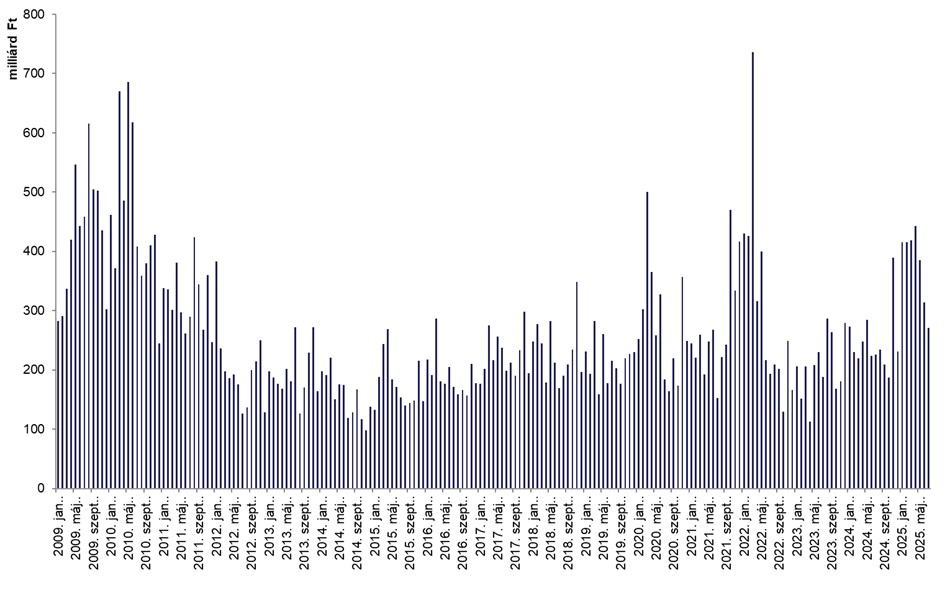 milliárd Ft
800
700
600
500
400
300
200
100
0
2009. jan..
2009. máj..
2009. szept..
2010. jan..
2010. máj..
2010. szept..
2011. jan..
2011. máj..
2011. szept..
2012. jan..
2012. máj..
2012. szept..
2013. jan..
2013. máj..
2013. szept..
2014. jan..
2014. máj..
2014. szept..
2015. jan..
2015. máj..
2015. szept..
2016. jan..
2016. máj..
2016. szept..
2017. jan..
2017. máj..
2017. szept..
2018. jan..
2018. máj..
2018. szept..
2019. jan..
2019. máj..
2019. szept..
2020. jan..
2020. máj..
2020. szept..
2021. jan..
2021. máj..
2021. szept..
2022. jan..
2022. máj..
2022. szept..
2023. jan..
2023. máj..
2023. szept..
2024. jan..
2024. máj..
2024. szept..
2025. jan..
2025. máj..